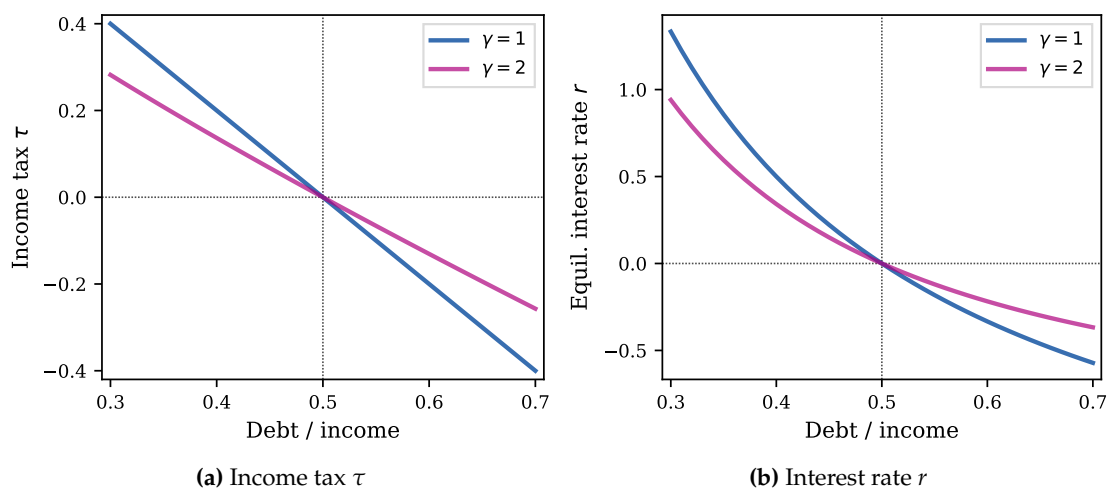 0.4
0.2
0.0
−0.2
−0.4
Income tax τ
γ = 1
γ = 2
0.3 0.4 0.5 0.6 0.7
Debt / income
(a) Income tax τ
1.0
0.5
0.0
−0.5
Equil. interest rate r
γ = 1
γ = 2
0.3 0.4 0.5 0.6 0.7
Debt / income
(b) Interest rate r